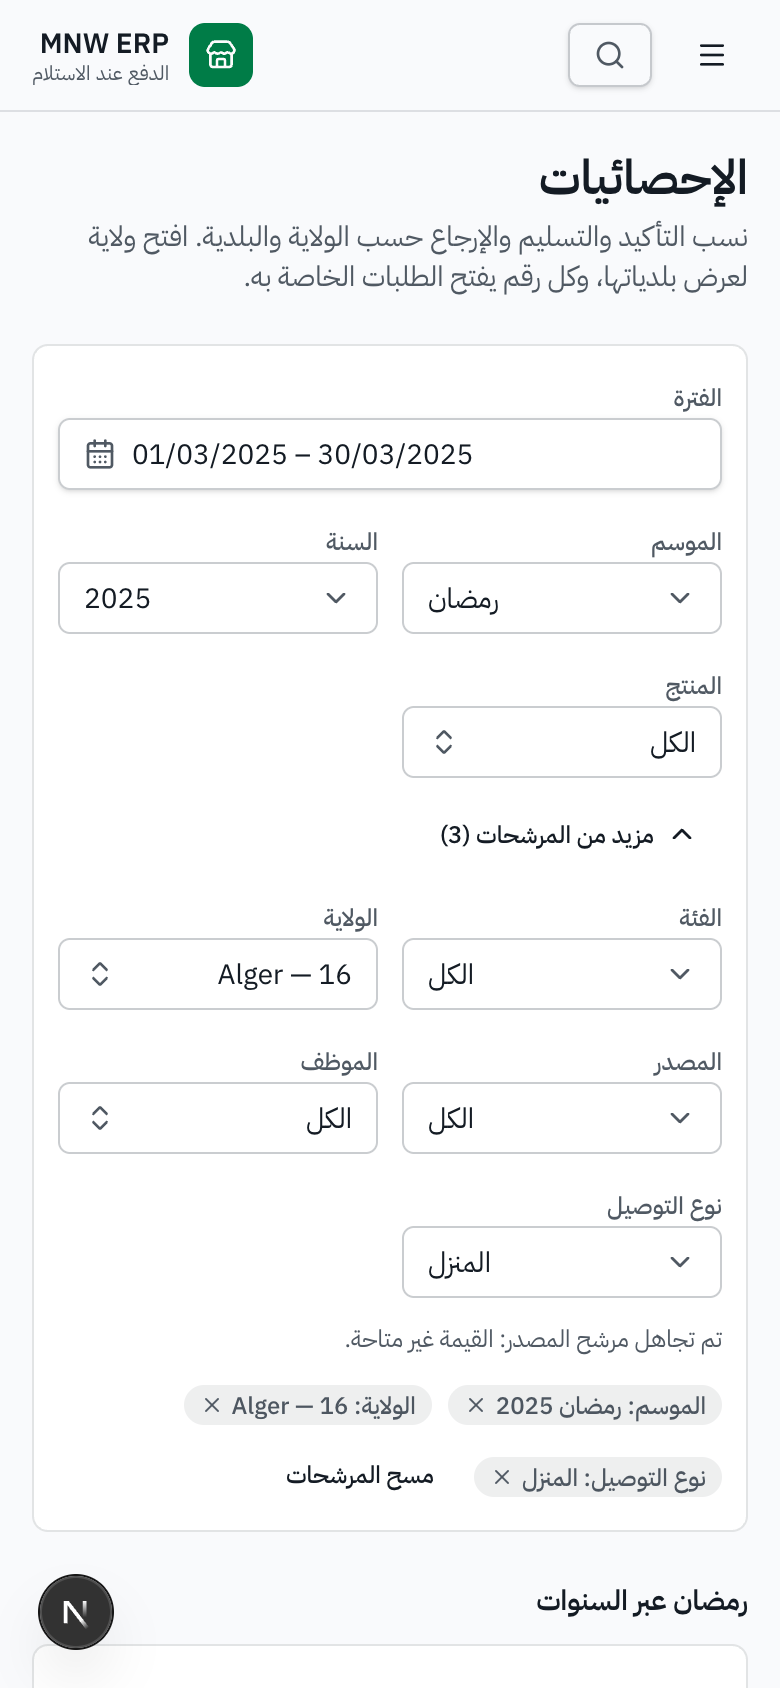 MNW ERP
الدفع عند الاستلام
الإحصائيات
نسب التأكيد والتسليم والإرجاع حسب الولاية والبلدية. افتح ولاية
لعرض بلدياتها، وكل رقم يفتح الطلبات الخاصة به.
الفترة
01/03/2025 – 30/03/2025
الموسم
السنة
رمضان
2025
المنتج
الكل
مزيد من المرشحات (3)
الفئة
الولاية
الكل
16 — Alger
المصدر
الموظف
الكل
الكل
نوع التوصيل
المنزل
تم تجاهل مرشح المصدر: القيمة غير متاحة.
الموسم: رمضان 2025
الولاية: 16 — Alger
نوع التوصيل: المنزل
مسح المرشحات
رمضان عبر السنوات
N